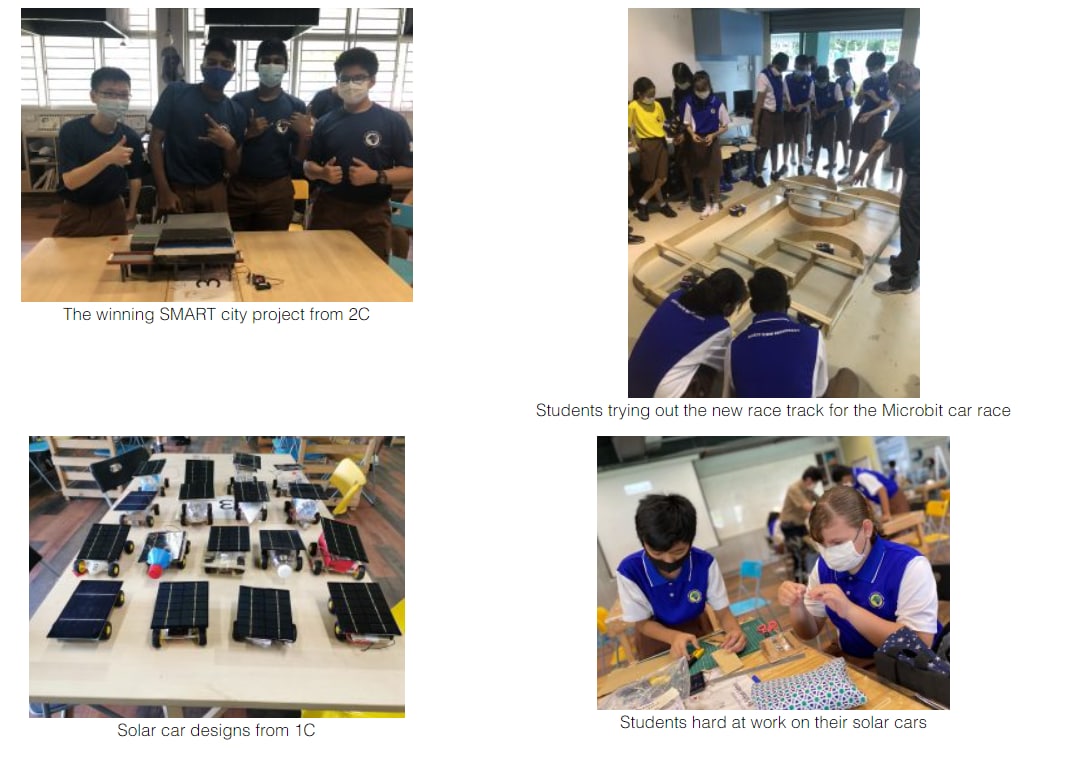 The winning SMART city project from 2C
Students trying out the new race track for the Microbit car race
3
Solar car designs from 1C
Students hard at work on their solar cars